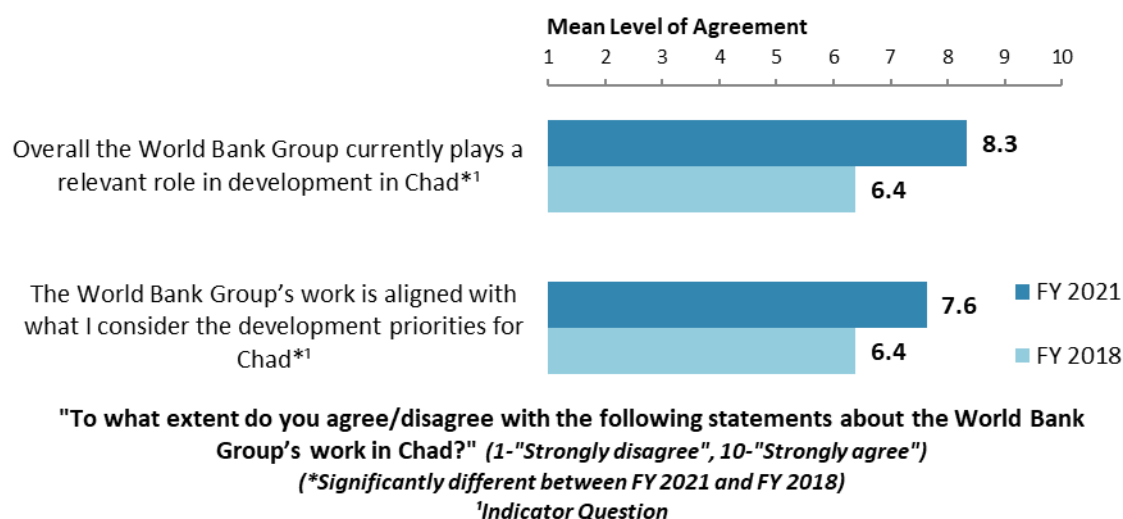 Mean Level of Agreement
1 2 3 4 5 6 7 8 9 10
Overall the World Bank Group currently plays a
relevant role in development in Chad*¹
8.3
6.4
The World Bank Group’s work is aligned with
what I consider the development priorities for
Chad*¹
7.6
6.4
FY 2021
FY 2018
"To what extent do you agree/disagree with the following statements about the World Bank
Group’s work in Chad?" (1-"Strongly disagree", 10-"Strongly agree")
(*Significantly different between FY 2021 and FY 2018)
¹Indicator Question